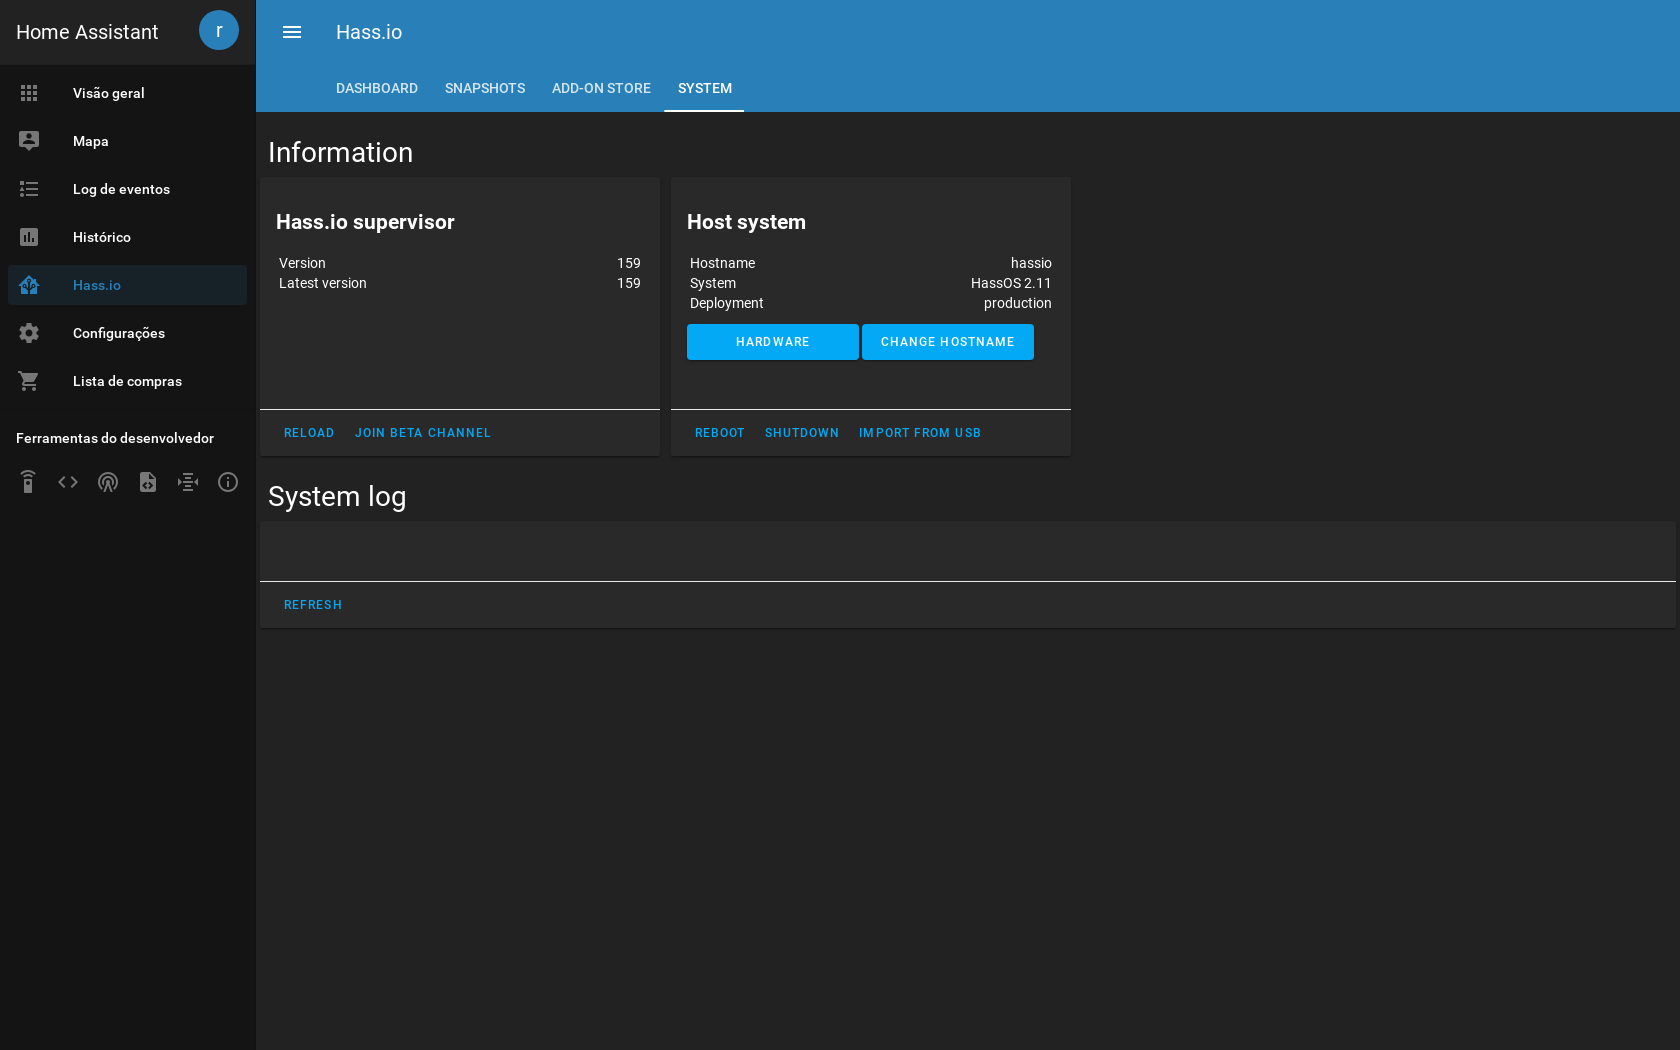 Home Assistant
r
Visão geral
Mapa
Log de eventos
Histórico
Hass.io
Configurações
Lista de compras
Ferramentas do desenvolvedor
Hass.io
DASHBOARD SNAPSHOTS ADD-ON STORE SYSTEM
Information
Hass.io supervisor
Version 159
Latest version 159
RELOAD JOIN BETA CHANNEL
Host system
Hostname hassio
System HassOS 2.11
Deployment production
HARDWARE CHANGE HOSTNAME
REBOOT SHUTDOWN IMPORT FROM USB
System log
REFRESH